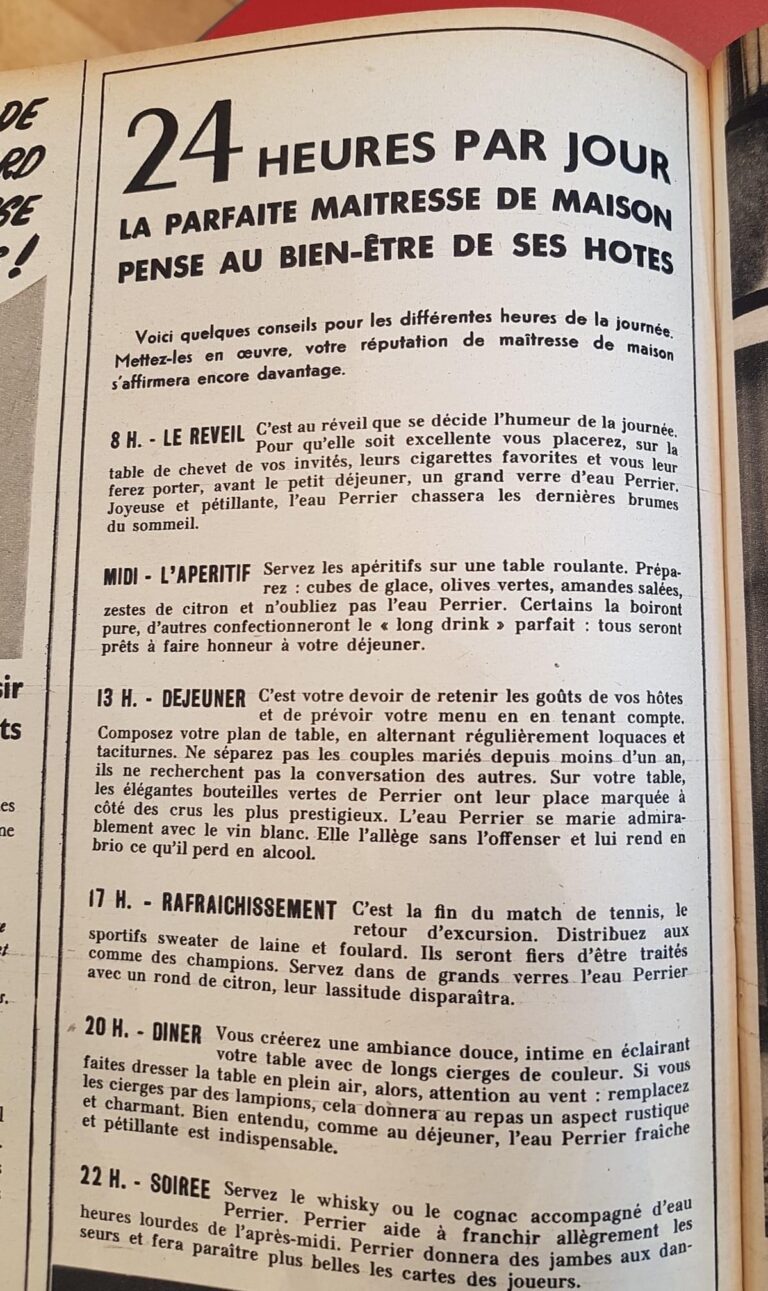 DE
RD
SE
!
sir
ts
es
ne
et
s.
24 HEURES PAR JOUR
LA PARFAITE MAITRESSE DE MAISON
PENSE AU BIEN-ÊTRE DE SES HOTES
Voici quelques conseils pour les différentes heures de la journée.
Mettez-les en œuvre, votre réputation de maîtresse de maison
s'affirmera encore davantage.
8 H. - LE REVEIL C'est au réveil que se décide l'humeur de la journée.
Pour qu'elle soit excellente vous placerez, sur la
table de chevet de vos invités, leurs cigarettes favorites et vous leur
ferez porter, avant le petit déjeuner, un grand verre d'eau Perrier.
Joyeuse et pétillante, l'eau Perrier chassera les dernières brumes
du sommeil.
MIDI - L'APERITIF Servez les apéritifs sur une table roulante. Prépa-
rez : cubes de glace, olives vertes, amandes salées,
zestes de citron et n'oubliez pas l'eau Perrier. Certains la boiront
pure, d'autres confectionneront le « long drink » parfait : tous seront
prêts à faire honneur à votre déjeuner.
13 H. - DEJEUNER C'est votre devoir de retenir les goûts de vos hôtes
et de prévoir votre menu en en tenant compte.
Composez votre plan de table, en alternant régulièrement loquaces et
taciturnes. Ne séparez pas les couples mariés depuis moins d'un an,
ils ne recherchent pas la conversation des autres. Sur votre table,
les élégantes bouteilles vertes de Perrier ont leur place marquée à
côté des crus les plus prestigieux. L'eau Perrier se marie admira-
blement avec le vin blanc. Elle l'allège sans l'offenser et lui rend en
brio ce qu'il perd en alcool.
17 H. - RAFRAICHISSEMENT C'est la fin du match de tennis, le
retour d'excursion. Distribuez aux
sportifs sweater de laine et foulard. Ils seront fiers d'être traités
comme des champions. Servez dans de grands verres l'eau Perrier
avec un rond de citron, leur lassitude disparaîtra.
20 H. - DINER Vous créerez une ambiance douce, intime en éclairant
votre table avec de longs cierges de couleur. Si vous
faites dresser la table en plein air, alors, attention au vent : remplacez
les cierges par des lampions, cela donnera au repas un aspect rustique
et charmant. Bien entendu, comme au déjeuner, l'eau Perrier fraîche
et pétillante est indispensable.
22 H. - SOIREE Servez le whisky ou le cognac accompagné d'eau
Perrier. Perrier aide à franchir allègrement les
heures lourdes de l'après-midi. Perrier donnera des jambes aux dan-
seurs et fera paraître plus belles les cartes des joueurs.